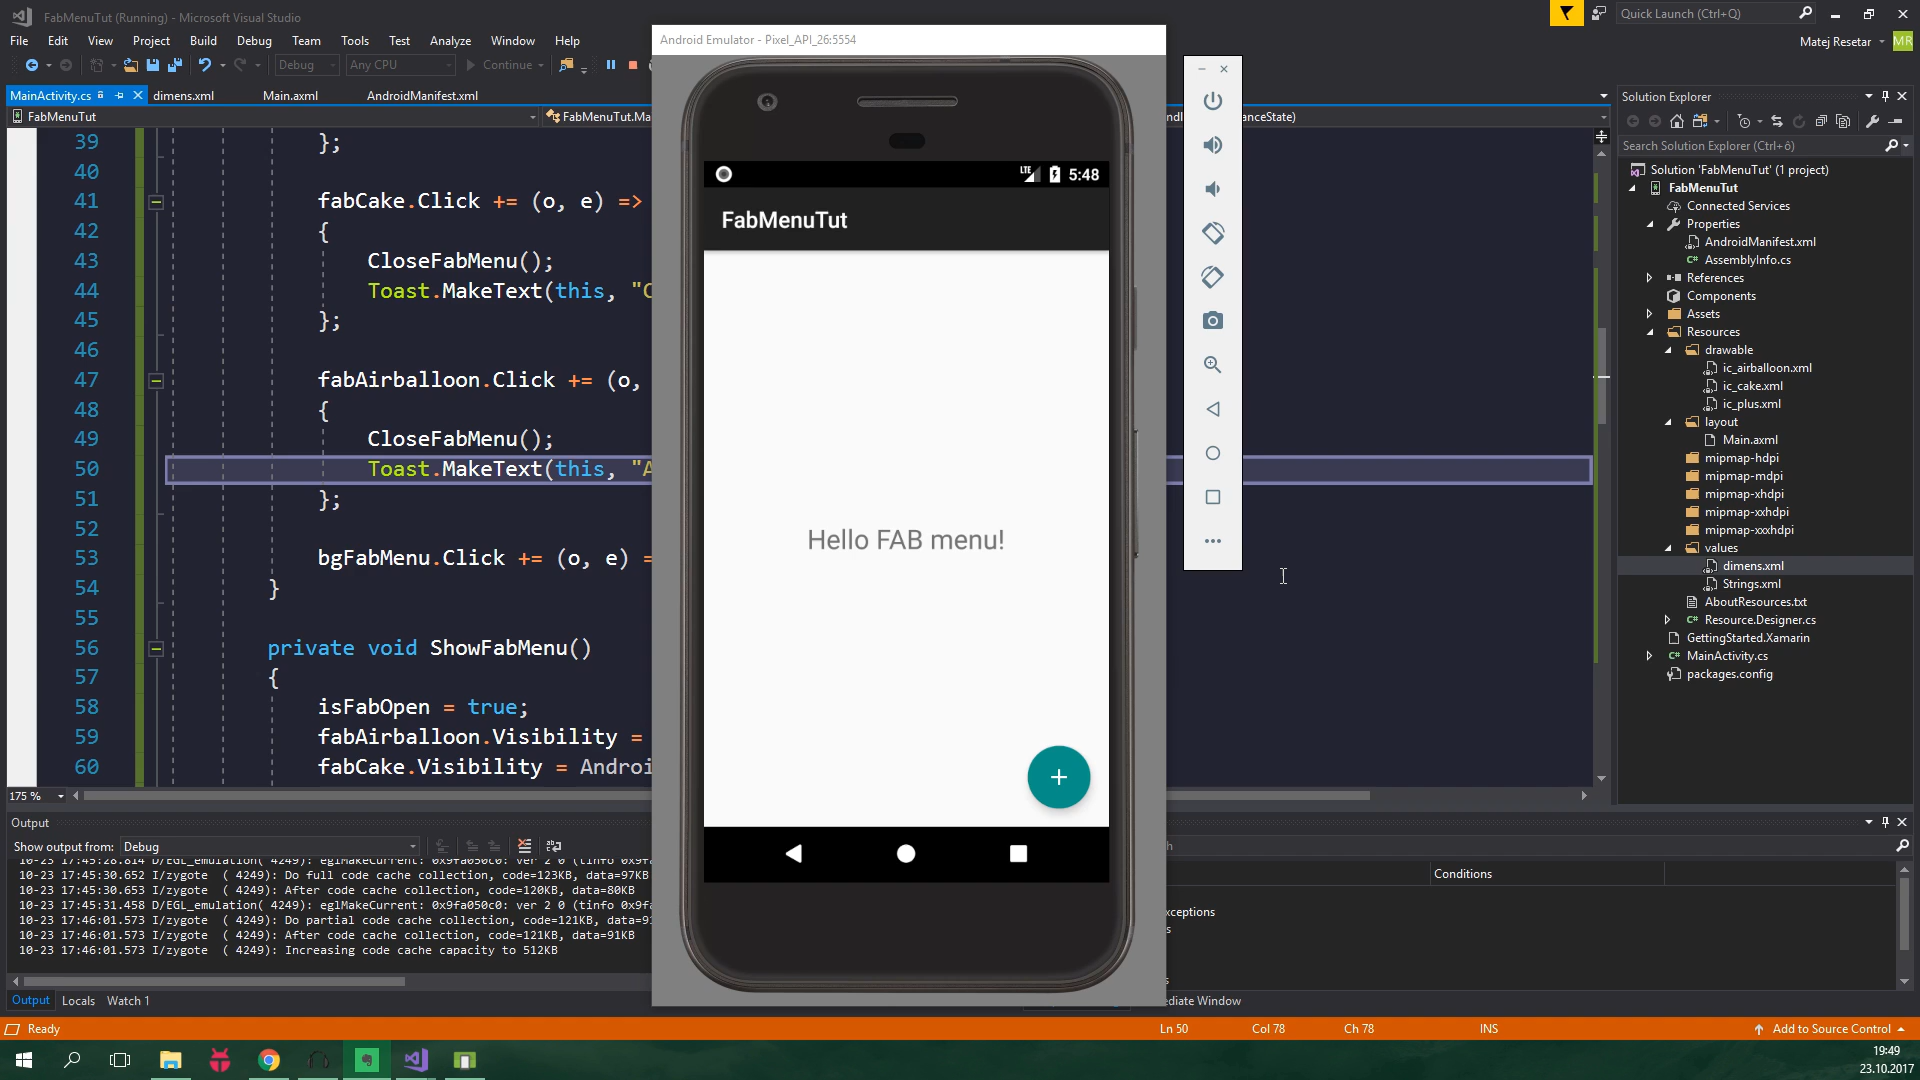 FabMenuTut (Running) - Microsoft Visual Studio
Quick Launch (Ctrl+Q)
File Edit View Project Build Debug Team Tools Test Analyze Window Help
Matej Resetar
MR
Debug
Any CPU
Continue
MainActivity.cs
dimens.xml
Main.axml
AndroidManifest.xml
FabMenuTut
FabMenuTut.Ma
anceState)
39 };
40
41 fabCake.Click += (o, e) =>
42 {
43 CloseFabMenu();
44 Toast.MakeText(this, "C
45 };
46
47 fabAirballoon.Click += (o,
48 {
49 CloseFabMenu();
50 Toast.MakeText(this, "A
51 };
52
53 bgFabMenu.Click += (o, e) =
54 }
55
56 private void ShowFabMenu()
57 {
58 isFabOpen = true;
59 fabAirballoon.Visibility =
60 fabCake.Visibility = Androi
175 %
Android Emulator - Pixel_API_26:5554
LTE
5:48
FabMenuTut
Hello FAB menu!
+
Solution Explorer
Search Solution Explorer (Ctrl+ô)
Solution 'FabMenuTut' (1 project)
FabMenuTut
Connected Services
Properties
AndroidManifest.xml
AssemblyInfo.cs
References
Components
Assets
Resources
drawable
ic_airballoon.xml
ic_cake.xml
ic_plus.xml
layout
Main.axml
mipmap-hdpi
mipmap-mdpi
mipmap-xhdpi
mipmap-xxhdpi
mipmap-xxxhdpi
values
dimens.xml
Strings.xml
AboutResources.txt
Resource.Designer.cs
GettingStarted.Xamarin
MainActivity.cs
packages.config
Output
Show output from: Debug
10-23 17:45:28.814 D/EGL_emulation( 4249): eglMakeCurrent: 0x9fa050c0: ver 2 0 (tinfo 0x9f
10-23 17:45:30.652 I/zygote ( 4249): Do full code cache collection, code=123KB, data=97KB
10-23 17:45:30.653 I/zygote ( 4249): After code cache collection, code=120KB, data=80KB
10-23 17:45:31.458 D/EGL_emulation( 4249): eglMakeCurrent: 0x9fa050c0: ver 2 0 (tinfo 0x9f
10-23 17:46:01.573 I/zygote ( 4249): Do partial code cache collection, code=121KB, data=9
10-23 17:46:01.573 I/zygote ( 4249): After code cache collection, code=121KB, data=91KB
10-23 17:46:01.573 I/zygote ( 4249): Increasing code cache capacity to 512KB
Conditions
xceptions
s
Output Locals Watch 1
ediate Window
Ready
Ln 50 Col 78 Ch 78 INS
Add to Source Control
19:49
23.10.2017